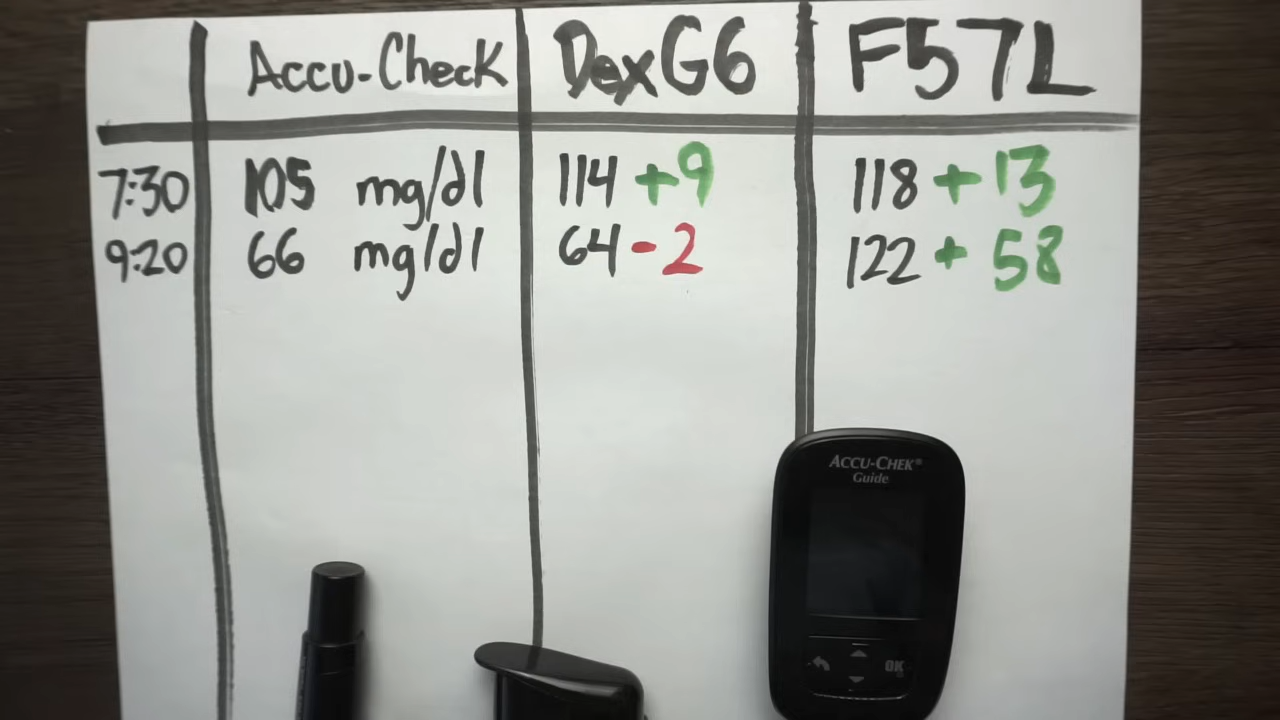 Accu-Check DexG6 F57L
7:30 105 mg/dl 114 +9 118 +13
9:20 66 mg/dl 64 -2 122 +58
ACCU-CHEK®
Guide
OK